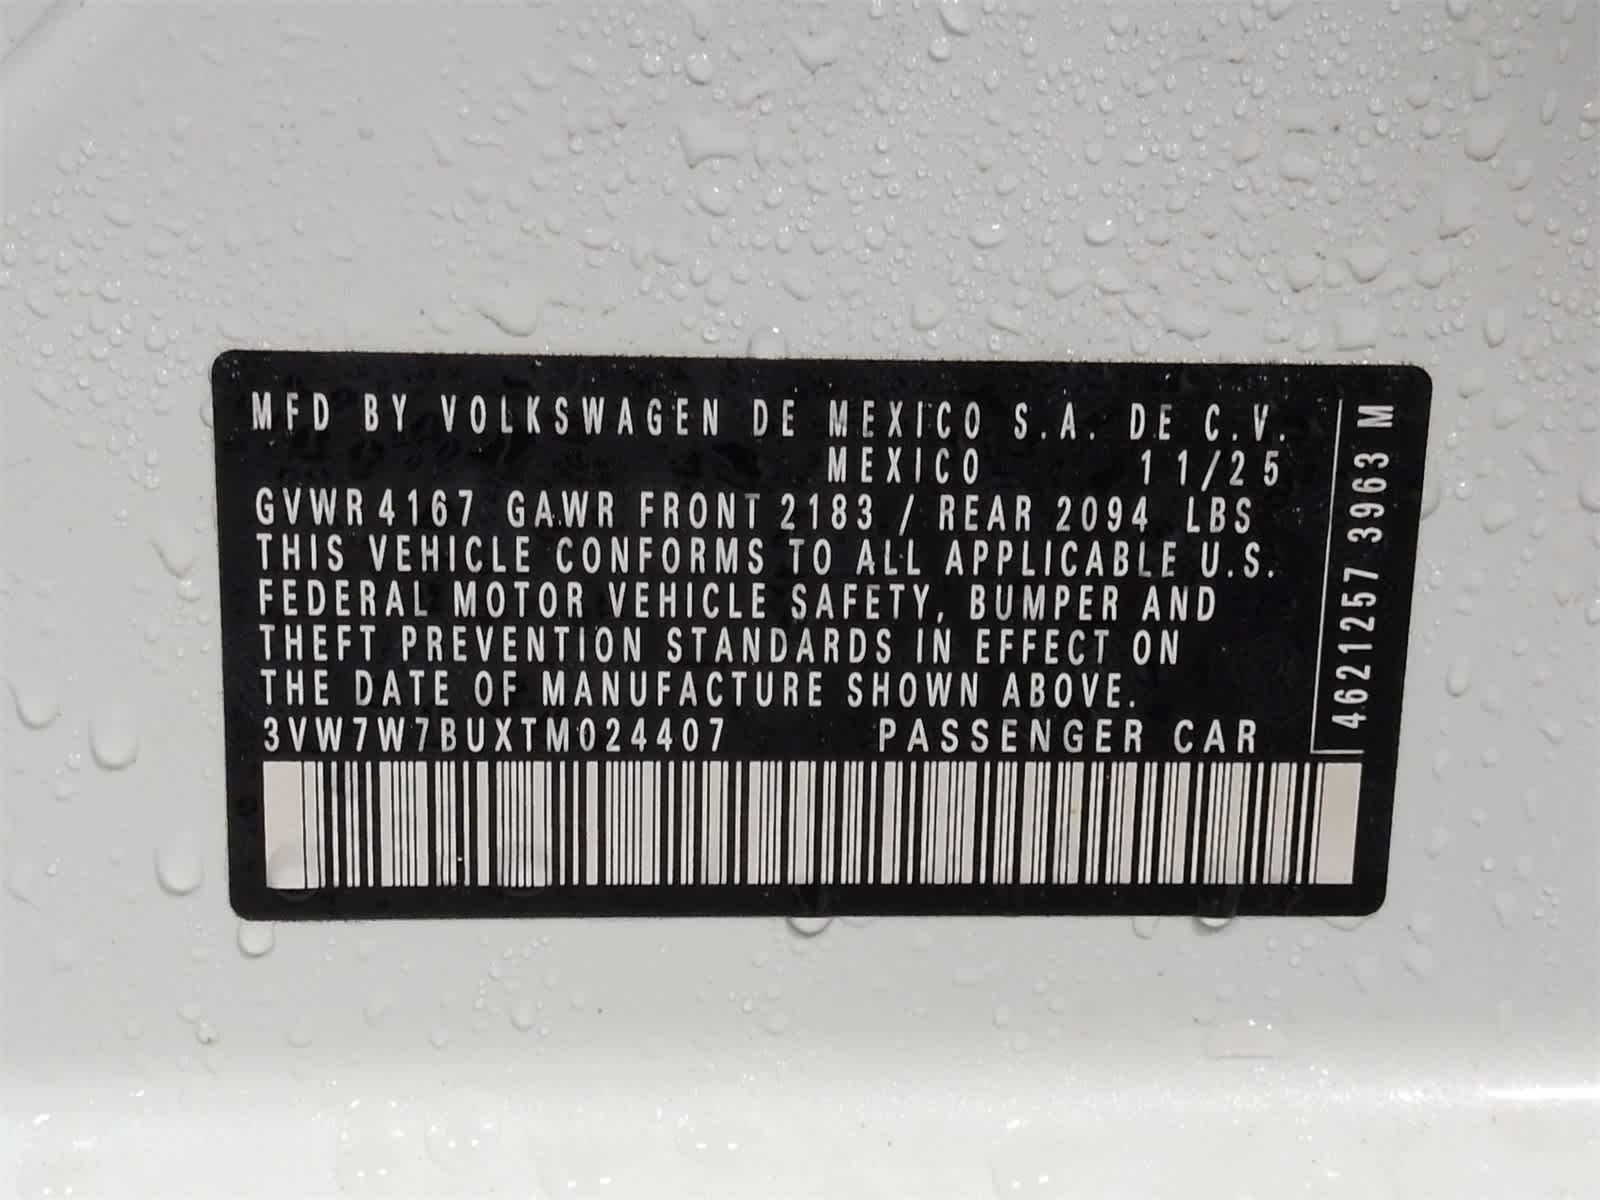 MFD BY VOLKSWAGEN DE MEXICO S.A. DE C.V.
MEXICO 11/25
GVWR 4167 GAWR FRONT 2183 / REAR 2094 LBS
THIS VEHICLE CONFORMS TO ALL APPLICABLE U.S.
FEDERAL MOTOR VEHICLE SAFETY, BUMPER AND
THEFT PREVENTION STANDARDS IN EFFECT ON
THE DATE OF MANUFACTURE SHOWN ABOVE.
3VW7W7BUXTM024407 PASSENGER CAR
4621257 3963 M